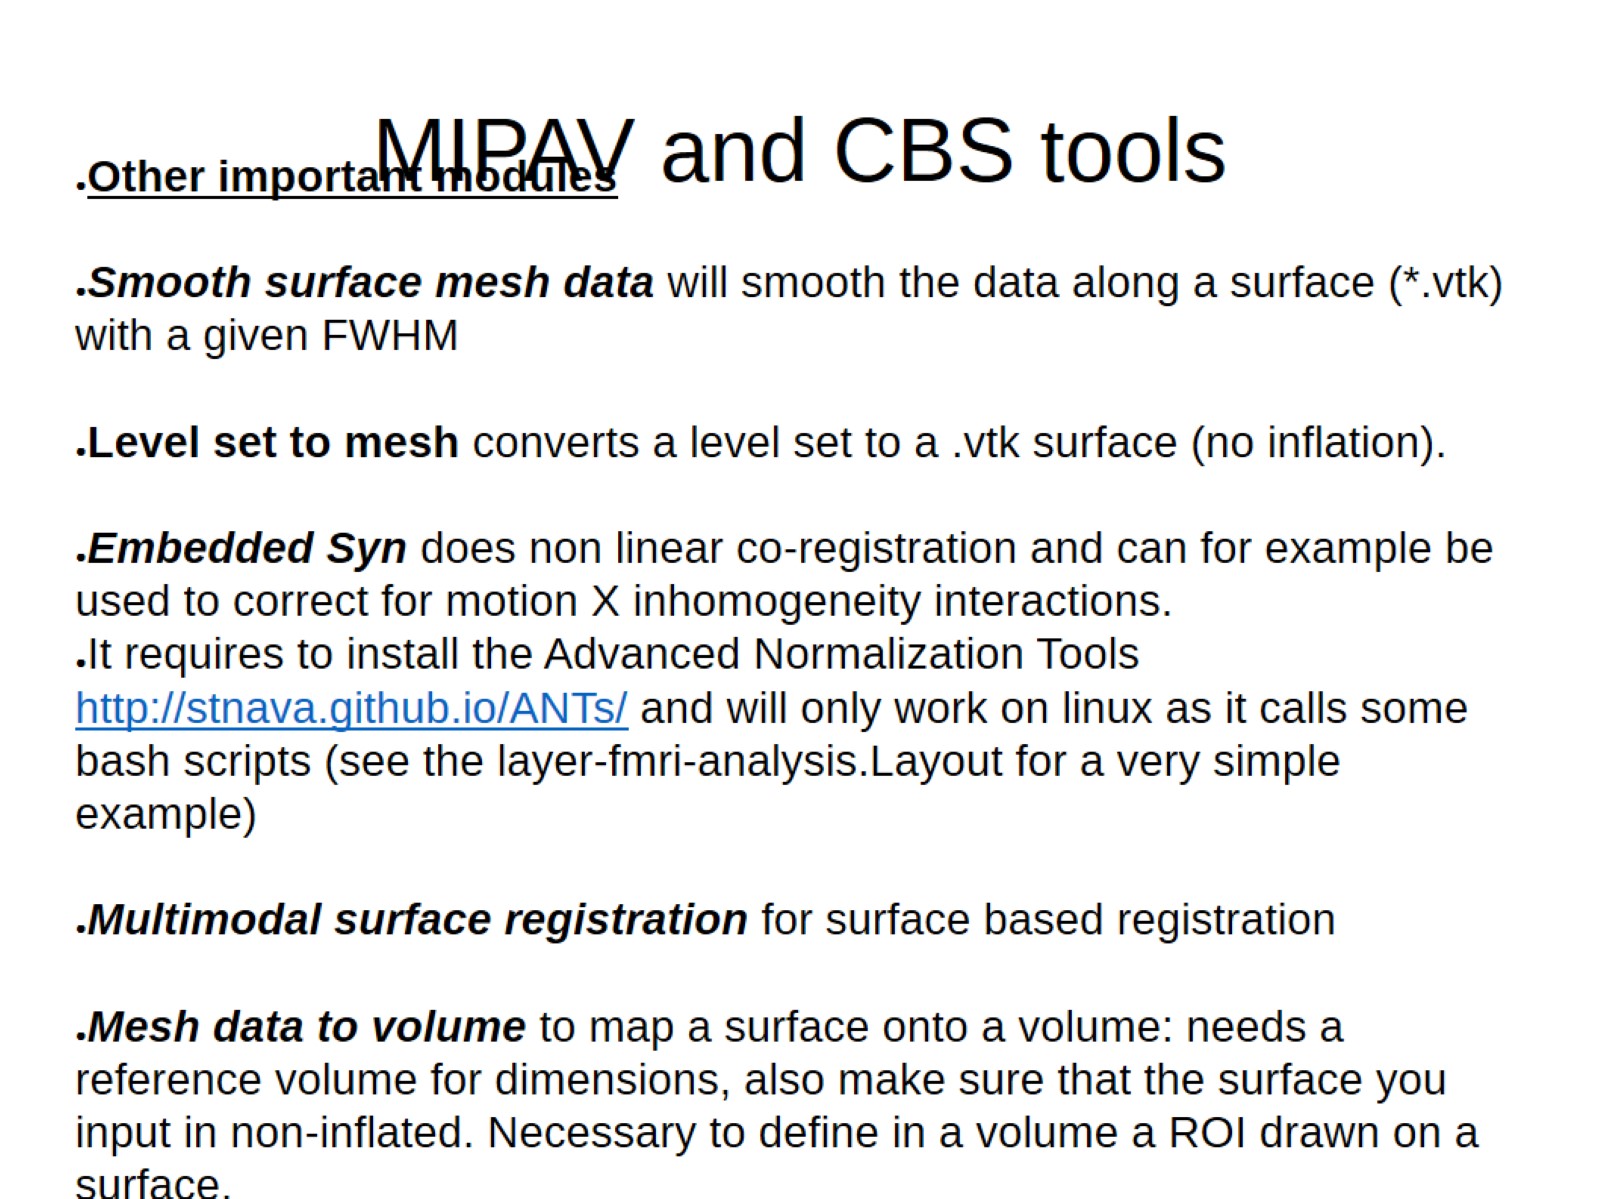 MIPAV and CBS tools
•Other important modules
•Smooth surface mesh data will smooth the data along a surface (*.vtk)
with a given FWHM
•Level set to mesh converts a level set to a .vtk surface (no inflation).
•Embedded Syn does non linear co-registration and can for example be
used to correct for motion X inhomogeneity interactions.
•It requires to install the Advanced Normalization Tools
http://stnava.github.io/ANTs/ and will only work on linux as it calls some
bash scripts (see the layer-fmri-analysis.Layout for a very simple
example)
•Multimodal surface registration for surface based registration
•Mesh data to volume to map a surface onto a volume: needs a
reference volume for dimensions, also make sure that the surface you
input in non-inflated. Necessary to define in a volume a ROI drawn on a
surface.